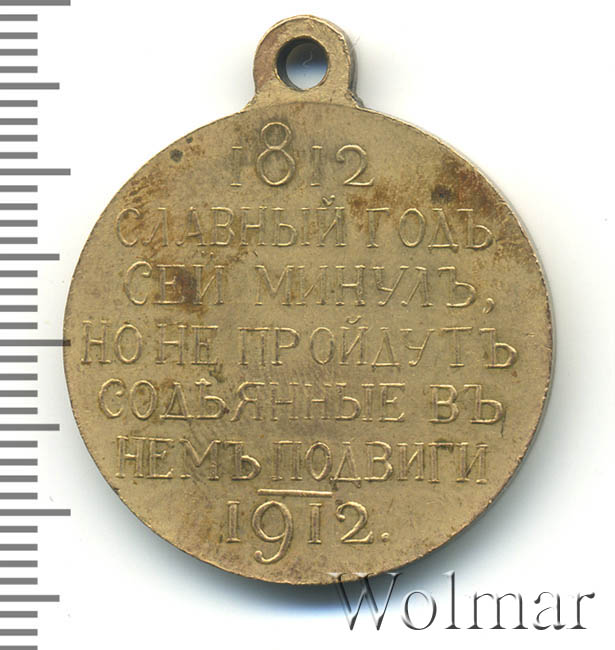 1812
СЛАВНЫЙ ГОДЪ
СЕЙ МИНУЛЪ,
НО НЕ ПРОЙДУТЪ
СОДѢЯННЫЕ ВЪ
НЕМЪ ПОДВИГИ
1912.
Wolmar